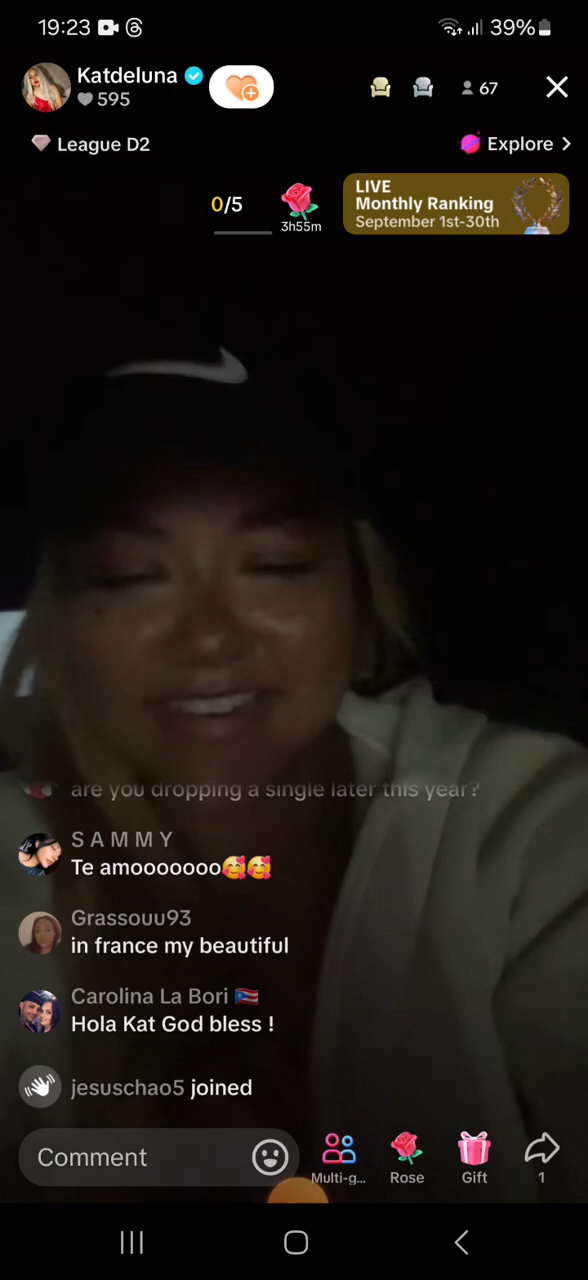 19:23
39%
Katdeluna
595
67
League D2
Explore
0/5
3h55m
LIVE
Monthly Ranking
September 1st-30th
are you dropping a single later this year?
S A M M Y
Te amooooooo🥰🥰
Grassouu93
in france my beautiful
Carolina La Bori 🇵🇷
Hola Kat God bless !
jesuschao5 joined
Comment
Multi-g...
Rose
Gift
1